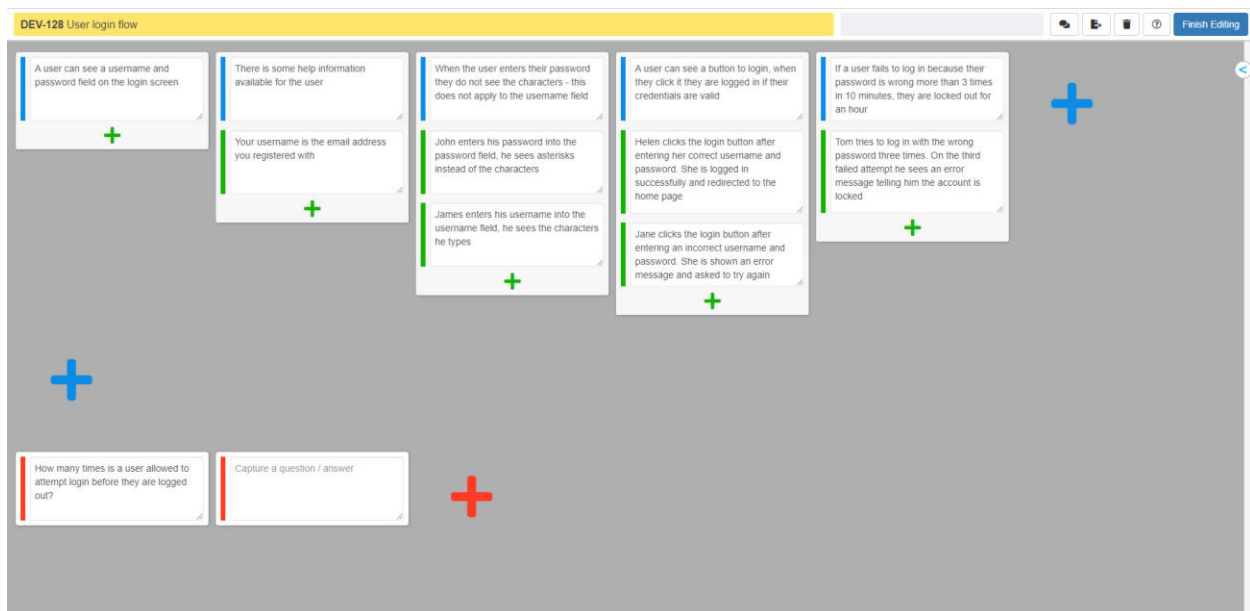 DEV-128 User login flow
Finish Editing
A user can see a username and
password field on the login screen
There is some help information
available for the user
Your username is the email address
you registered with
When the user enters their password
they do not see the characters - this
does not apply to the username field
John enters his password into the
password field, he sees asterisks
instead of the characters
James enters his username into the
username field, he sees the characters
he types
A user can see a button to login, when
they click it they are logged in if their
credentials are valid
Helen clicks the login button after
entering her correct username and
password. She is logged in
successfully and redirected to the
home page
Jane clicks the login button after
entering an incorrect username and
password. She is shown an error
message and asked to try again
If a user fails to log in because their
password is wrong more than 3 times
in 10 minutes, they are locked out for
an hour
Tom tries to log in with the wrong
password three times. On the third
failed attempt he sees an error
message telling him the account is
locked
How many times is a user allowed to
attempt login before they are logged
out?
Capture a question / answer